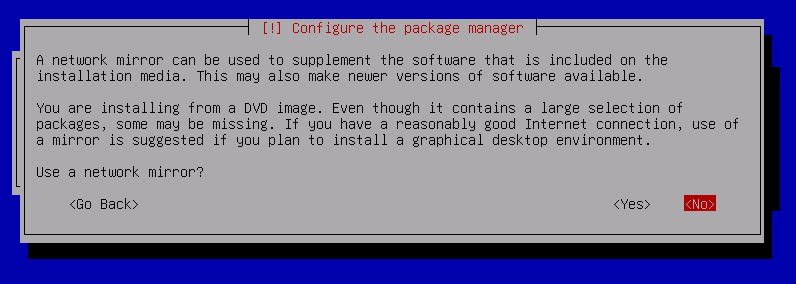 [!] Configure the package manager
A network mirror can be used to supplement the software that is included on the
installation media. This may also make newer versions of software available.
You are installing from a DVD image. Even though it contains a large selection of
packages, some may be missing. If you have a reasonably good Internet connection, use of
a mirror is suggested if you plan to install a graphical desktop environment.
Use a network mirror?
<Go Back> <Yes> <No>